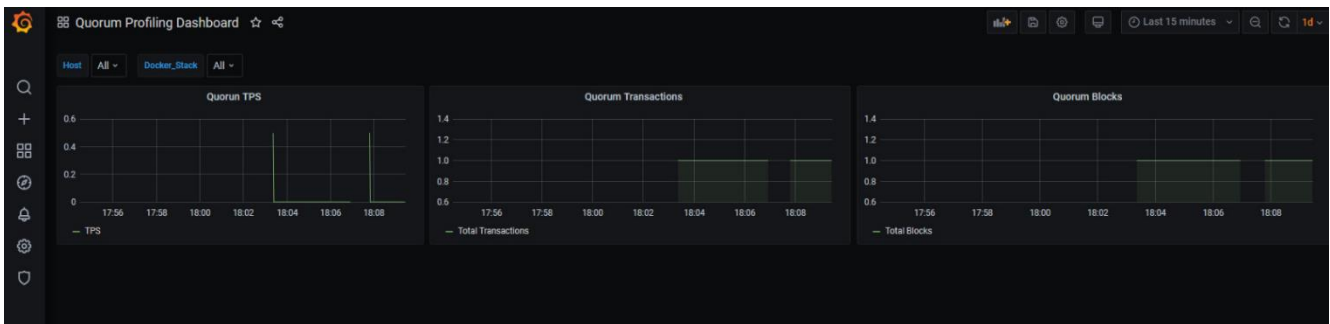 Quorum Profiling Dashboard
Last 15 minutes
1d
Host All Docker_Stack All
Quorun TPS
0.6
0.4
0.2
0
17:56 17:58 18:00 18:02 18:04 18:06 18:08
TPS
Quorum Transactions
1.4
1.2
1.0
0.8
0.6
17:56 17:58 18:00 18:02 18:04 18:06 18:08
Total Transactions
Quorum Blocks
1.4
1.2
1.0
0.8
0.6
17:56 17:58 18:00 18:02 18:04 18:06 18:08
Total Blocks